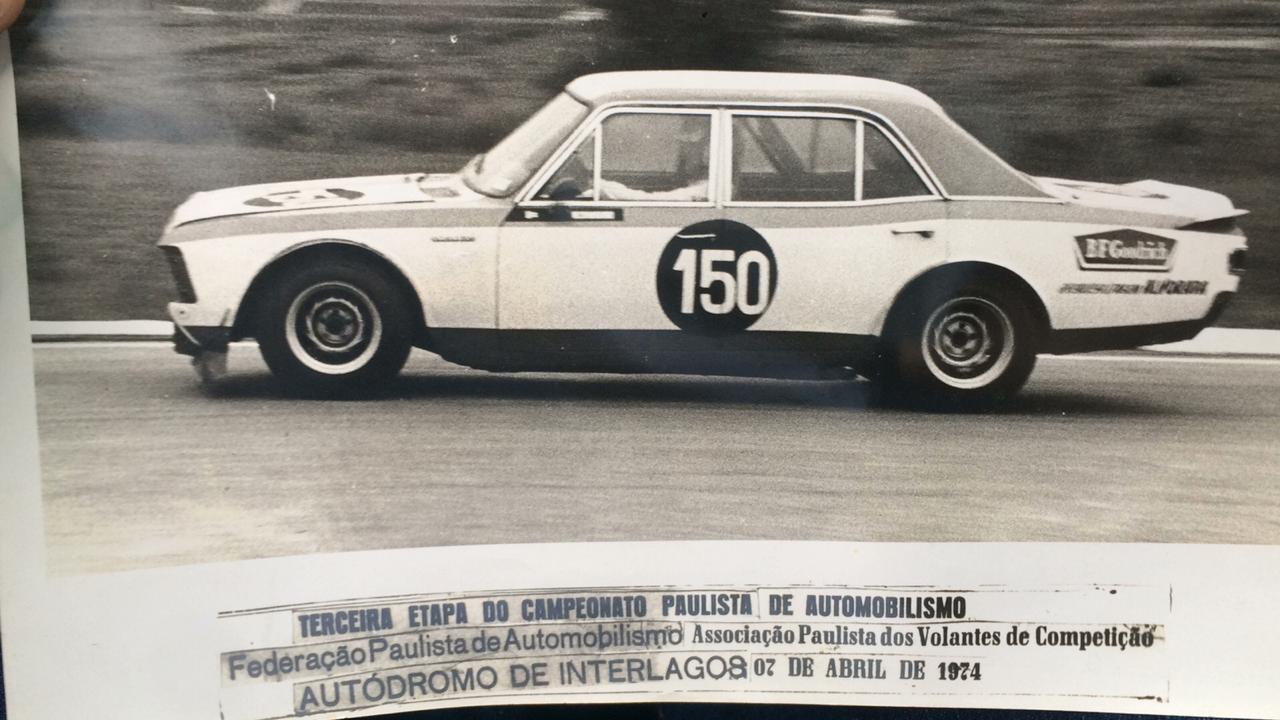 150
BFGoodrich
TERCEIRA ETAPA DO CAMPEONATO PAULISTA DE AUTOMOBILISMO
Federação Paulista de Automobilismo Associação Paulista dos Volantes de Competição
AUTÓDROMO DE INTERLAGOS 07 DE ABRIL DE 1974